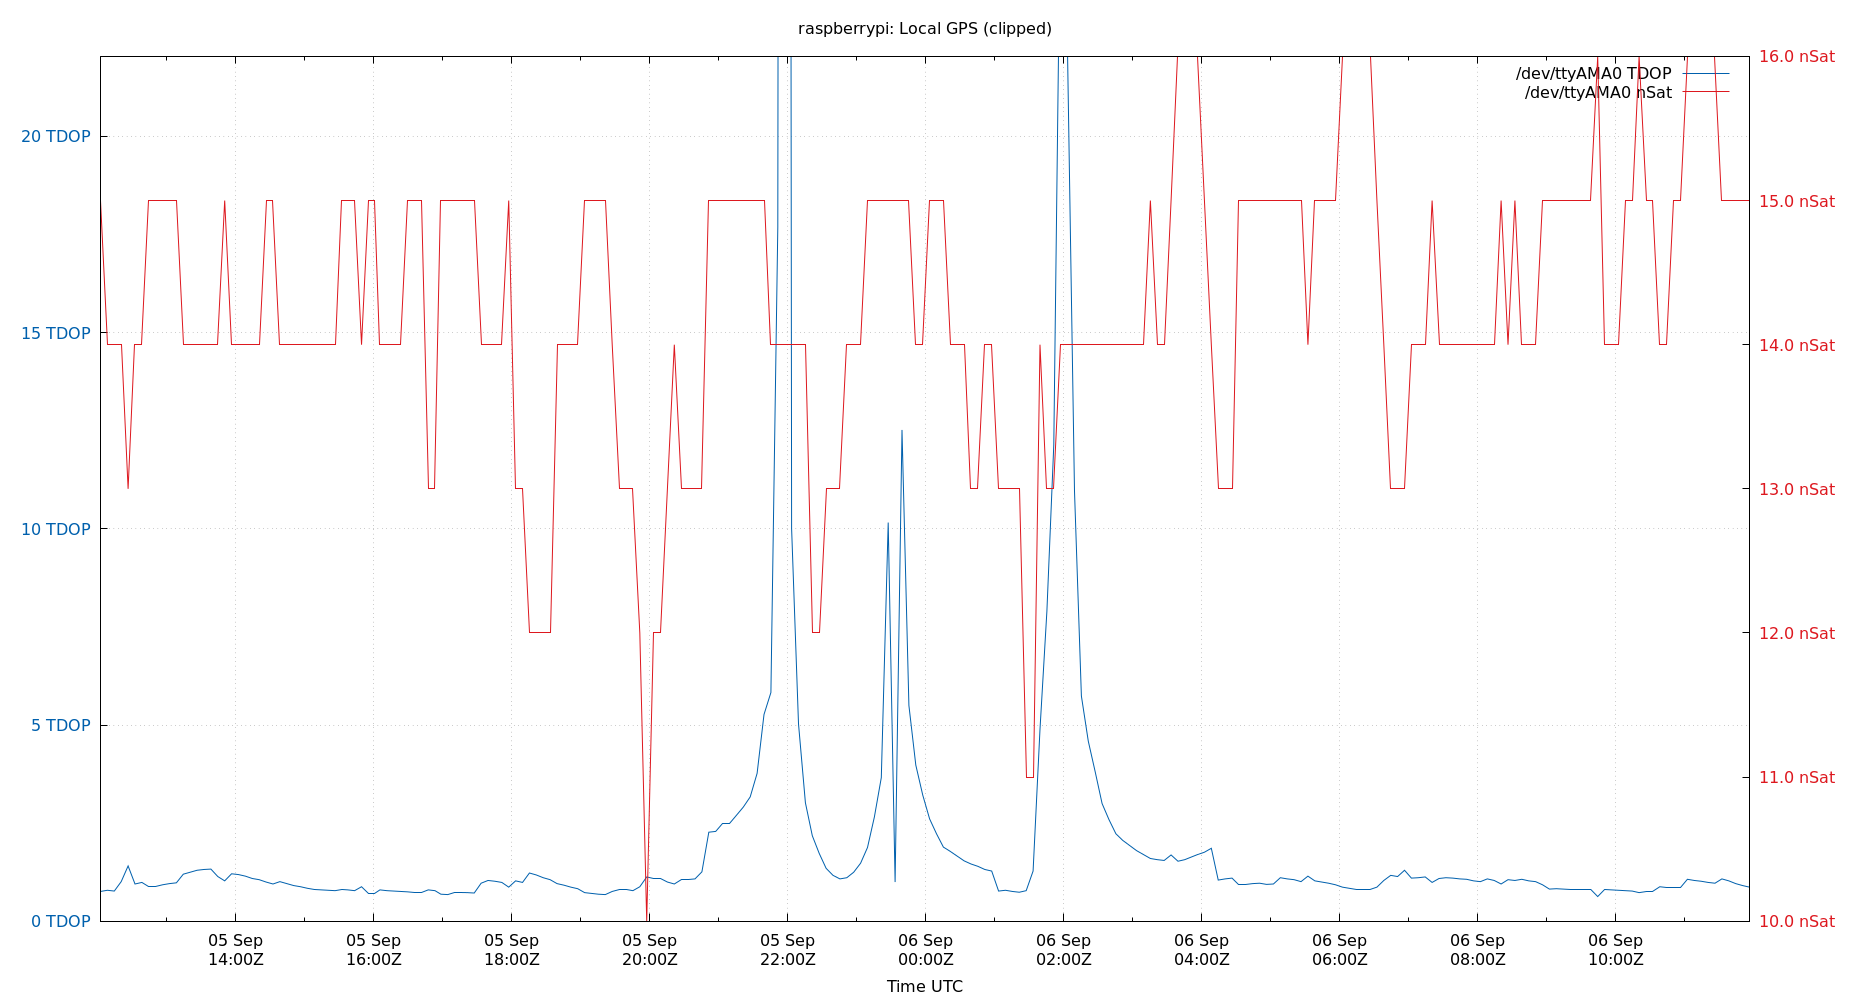 raspberrypi: Local GPS (clipped)
/dev/ttyAMA0 TDOP
/dev/ttyAMA0 nSat
20 TDOP
15 TDOP
10 TDOP
5 TDOP
0 TDOP
16.0 nSat
15.0 nSat
14.0 nSat
13.0 nSat
12.0 nSat
11.0 nSat
10.0 nSat
05 Sep
14:00Z
05 Sep
16:00Z
05 Sep
18:00Z
05 Sep
20:00Z
05 Sep
22:00Z
06 Sep
00:00Z
06 Sep
02:00Z
06 Sep
04:00Z
06 Sep
06:00Z
06 Sep
08:00Z
06 Sep
10:00Z
Time UTC